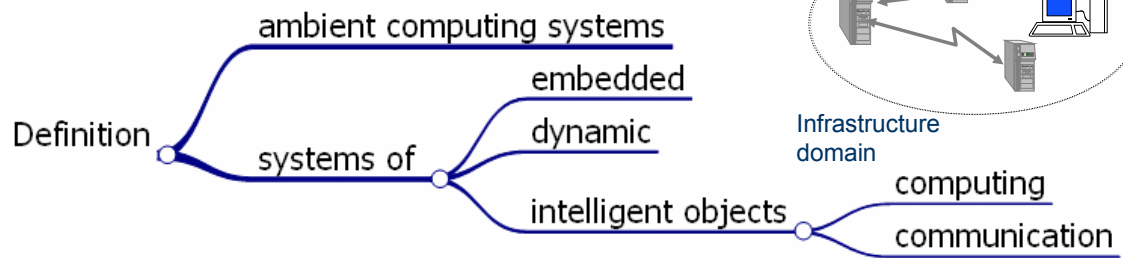 ambient computing systems
embedded
Definition
dynamic
systems of
intelligent objects
computing
communication
Infrastructure
domain